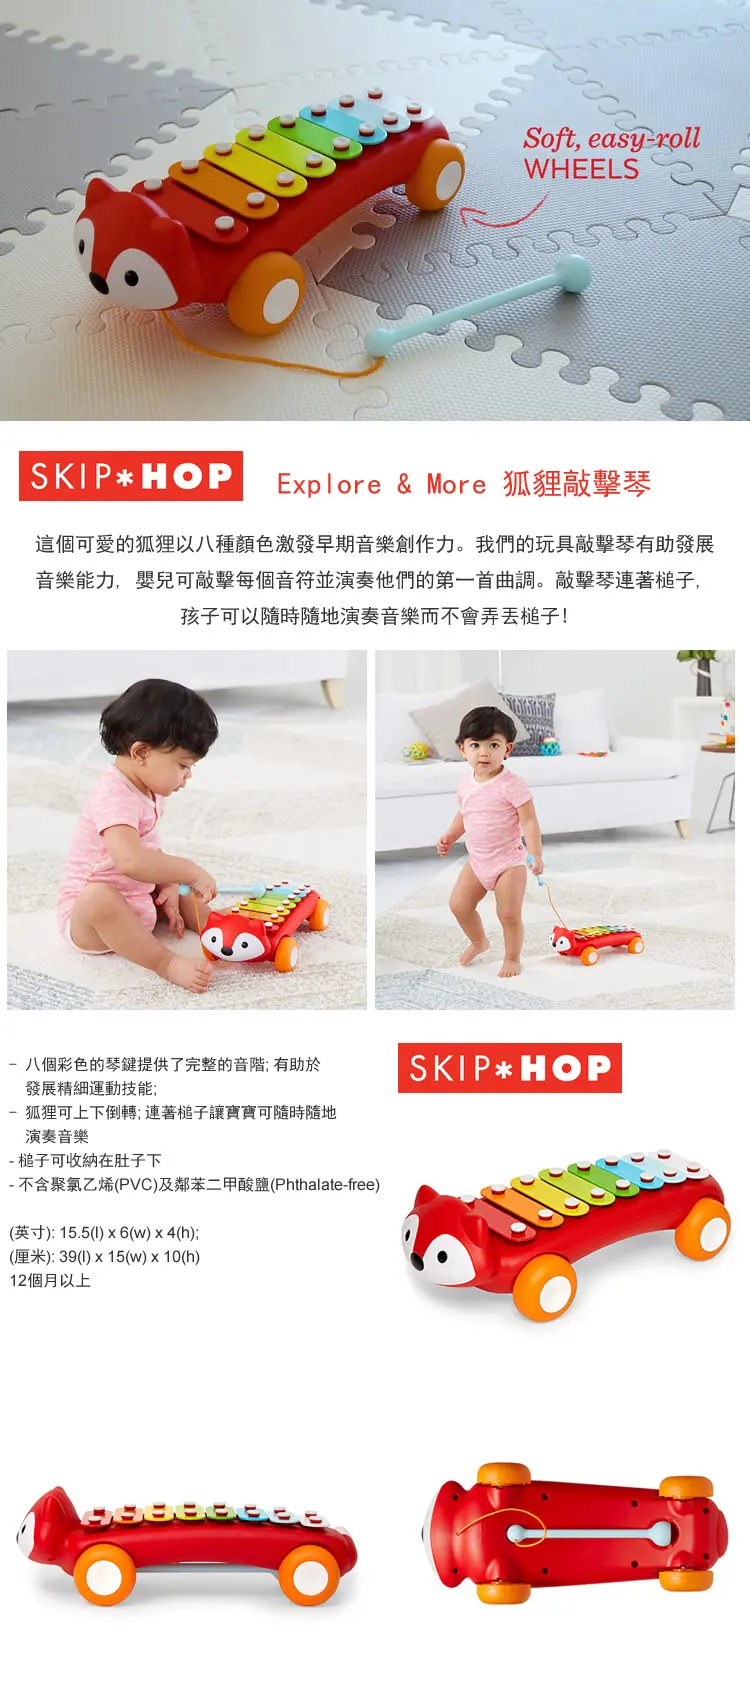 Soft, easy-roll
WHEELS
SKIP*HOP
Explore & More 狐狸敲擊琴
這個可愛的狐狸以八種顏色激發早期音樂創作力。我們的玩具敲擊琴有助發展
音樂能力, 嬰兒可敲擊每個音符並演奏他們的第一首曲調。敲擊琴連著槌子,
孩子可以隨時隨地演奏音樂而不會弄丟槌子!
- 八個彩色的琴鍵提供了完整的音階; 有助於
發展精細運動技能;
- 狐狸可上下倒轉; 連著槌子讓寶寶可隨時隨地
演奏音樂
- 槌子可收納在肚子下
- 不含聚氯乙烯(PVC)及鄰苯二甲酸鹽(Phthalate-free)
(英寸): 15.5(l) x 6(w) x 4(h);
(厘米): 39(l) x 15(w) x 10(h)
12個月以上
SKIP*HOP